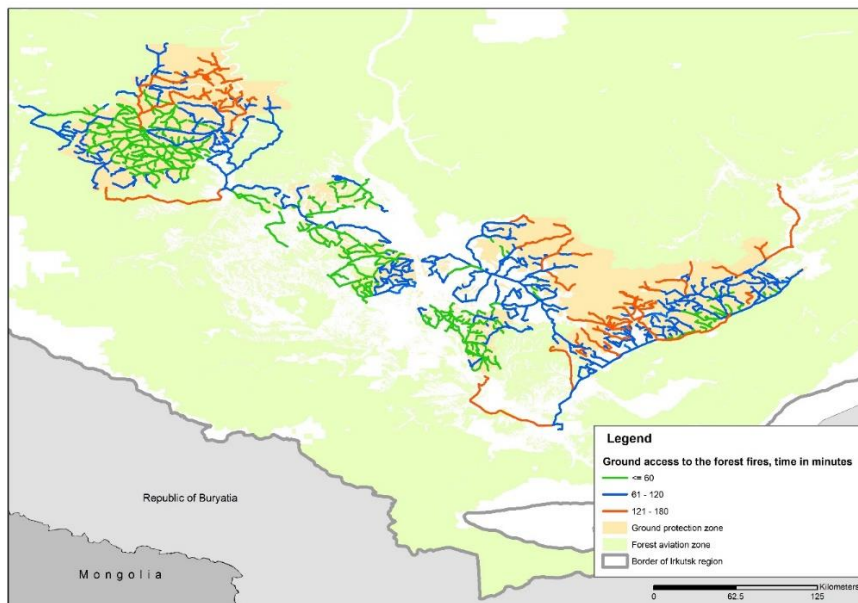 Republic of Buryatia
Mongolia
Legend
Ground access to the forest fires, time in minutes
<= 60
61 - 120
121 - 180
Ground protection zone
Forest aviation zone
Border of Irkutsk region
Kilometers
0 62.5 125